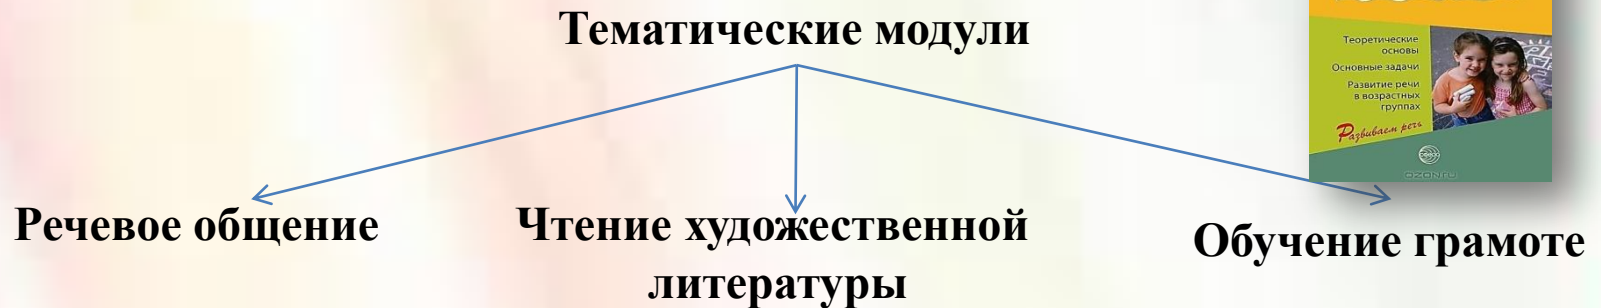 Тематические модули
Теоретические
основы
Основные задачи
Развитие речи
в возрастных
группах
Развиваем речь
ozon.ru
Речевое общение
Чтение художественной
литературы
Обучение грамоте